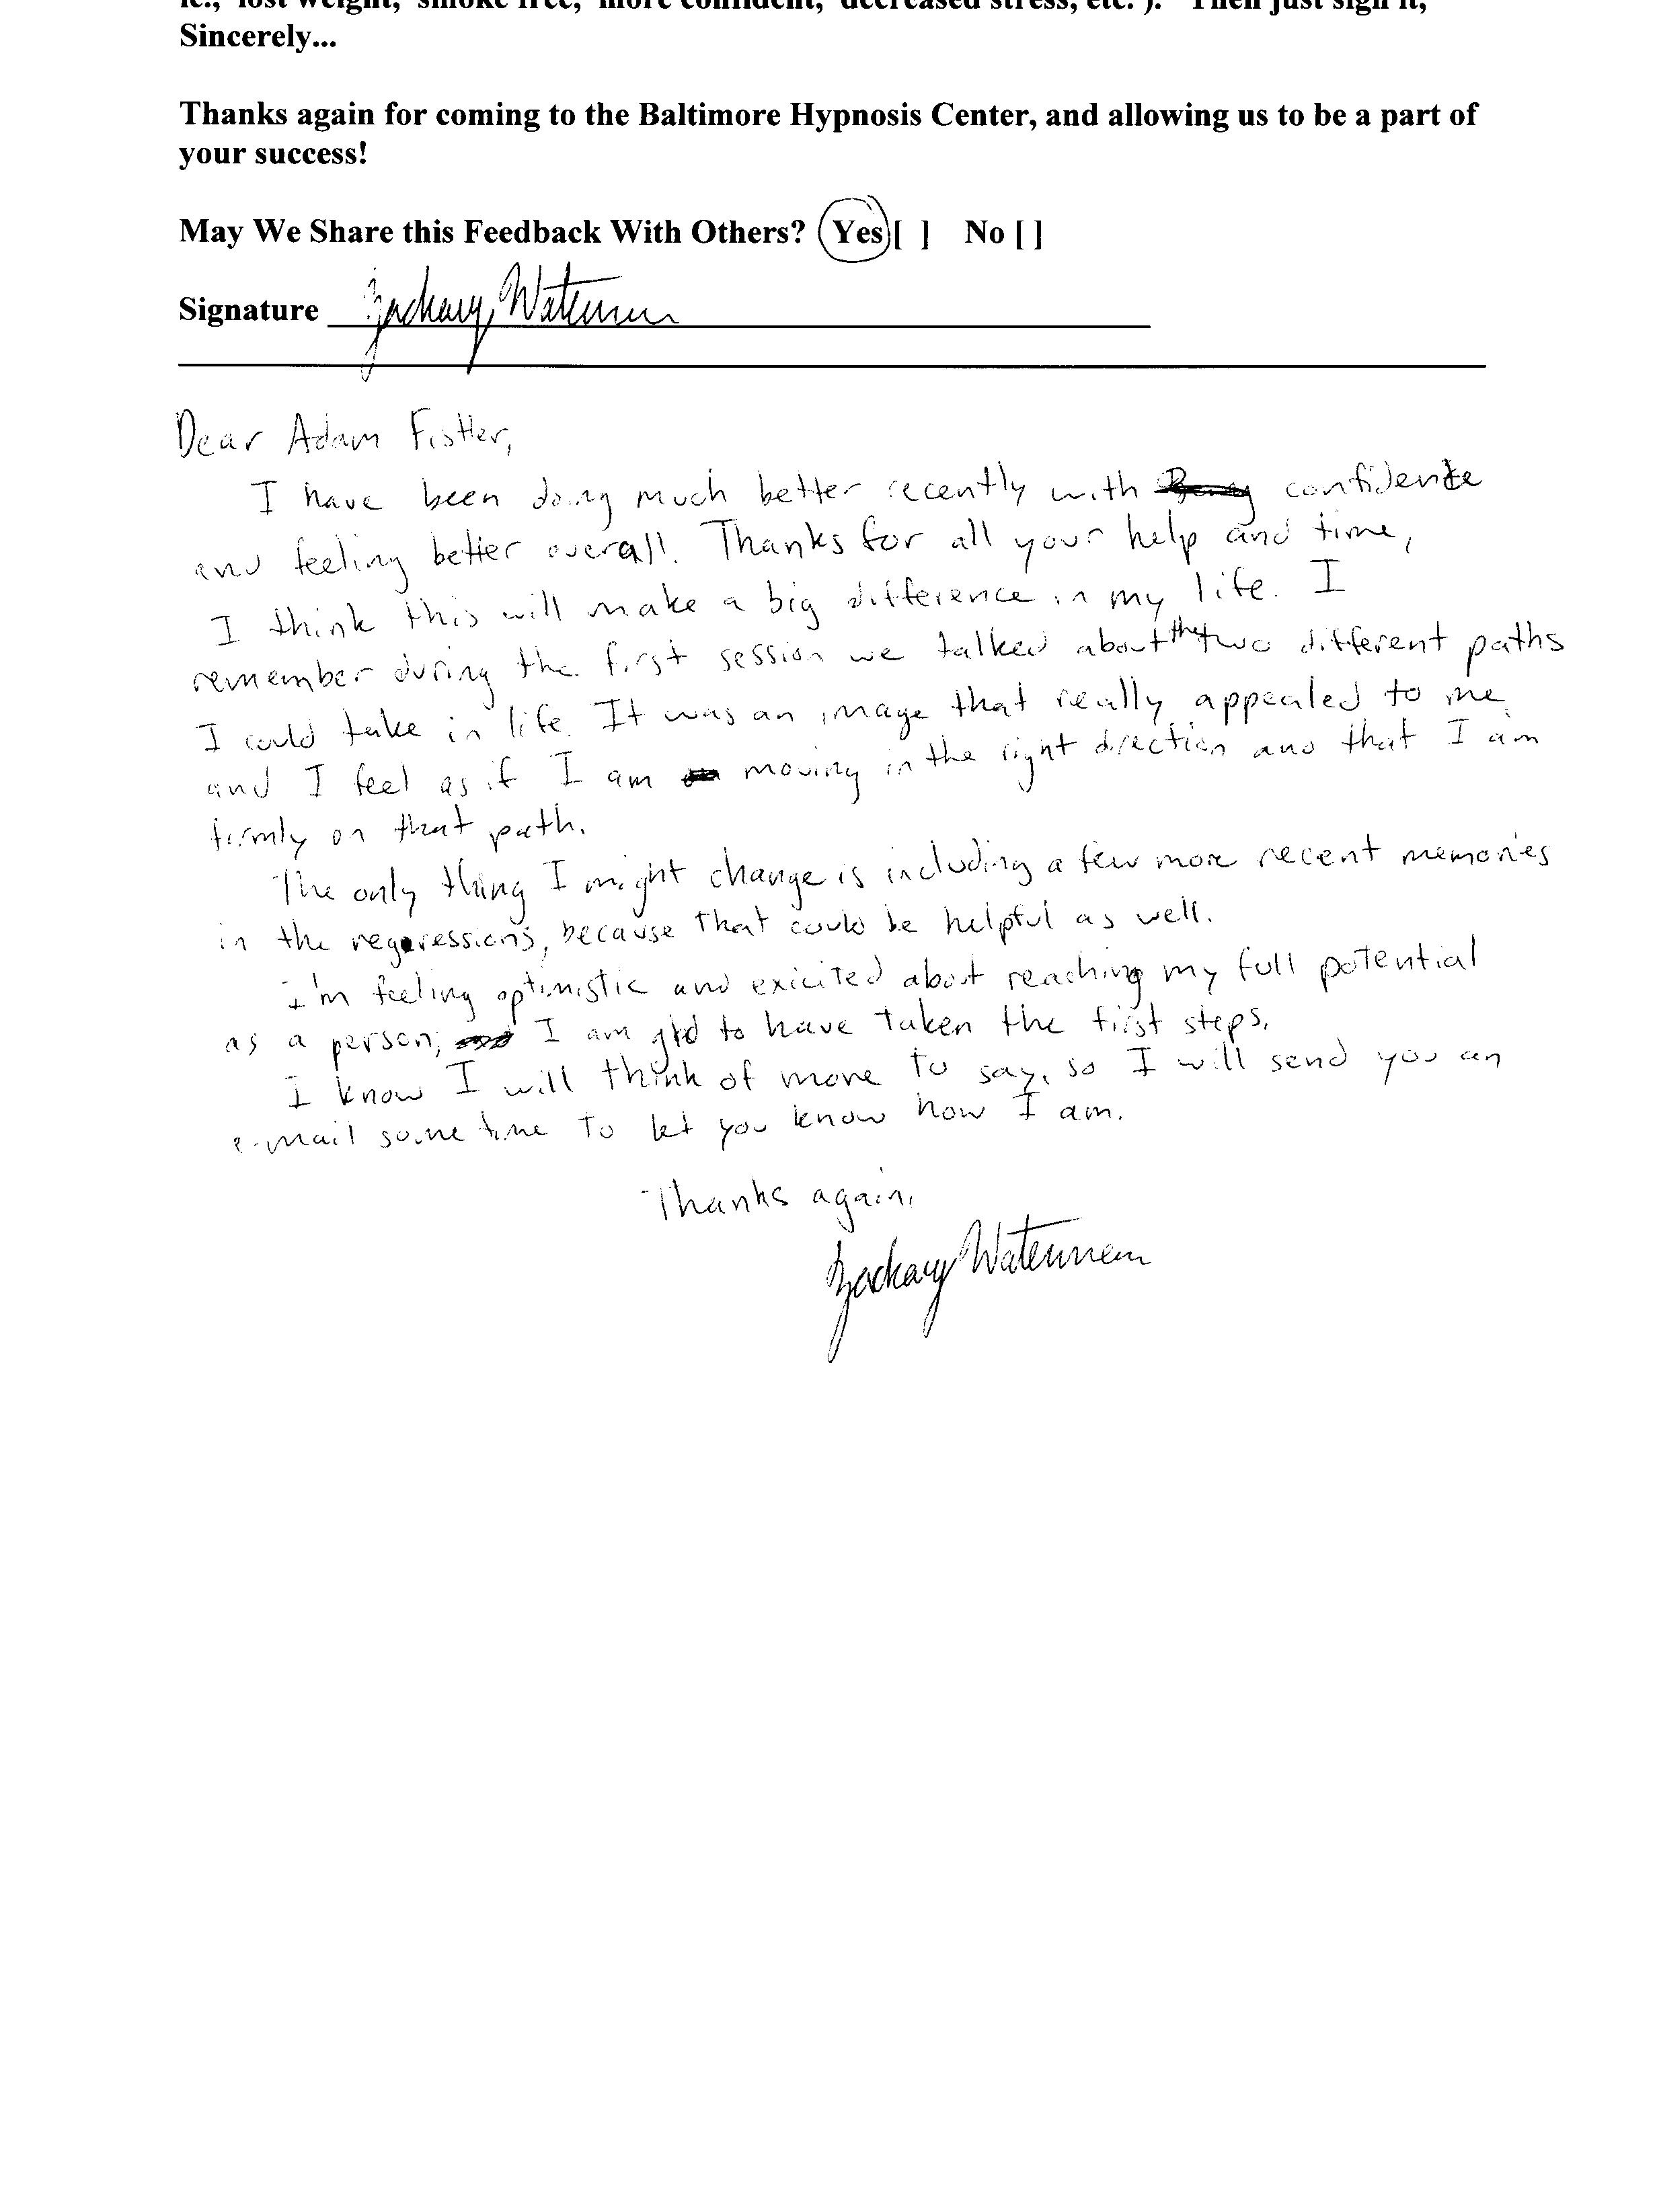 ie., "lost weight," "smoke free," "more confident," "decreased stress, etc."). Then just sign it,
Sincerely...
Thanks again for coming to the Baltimore Hypnosis Center, and allowing us to be a part of
your success!
May We Share this Feedback With Others? Yes [ ] No [ ]
Signature Zachary Waterman
Dear Adam Fistler,
I have been doing much better recently with confidence
and feeling better overall. Thanks for all your help and time,
I think this will make a big difference in my life. I
remember during the first session we talked about the two different paths
I could take in life. It was an image that really appealed to me
and I feel as if I am moving in the right direction and that I am
firmly on that path.
The only thing I might change is including a few more recent memories
in the regressions, because that could be helpful as well.
I'm feeling optimistic and exicited about reaching my full potential
as a person, I am glad to have taken the first steps.
I know I will think of more to say, so I will send you an
e-mail sometime to let you know how I am.
Thanks again,
Zachary Waterman